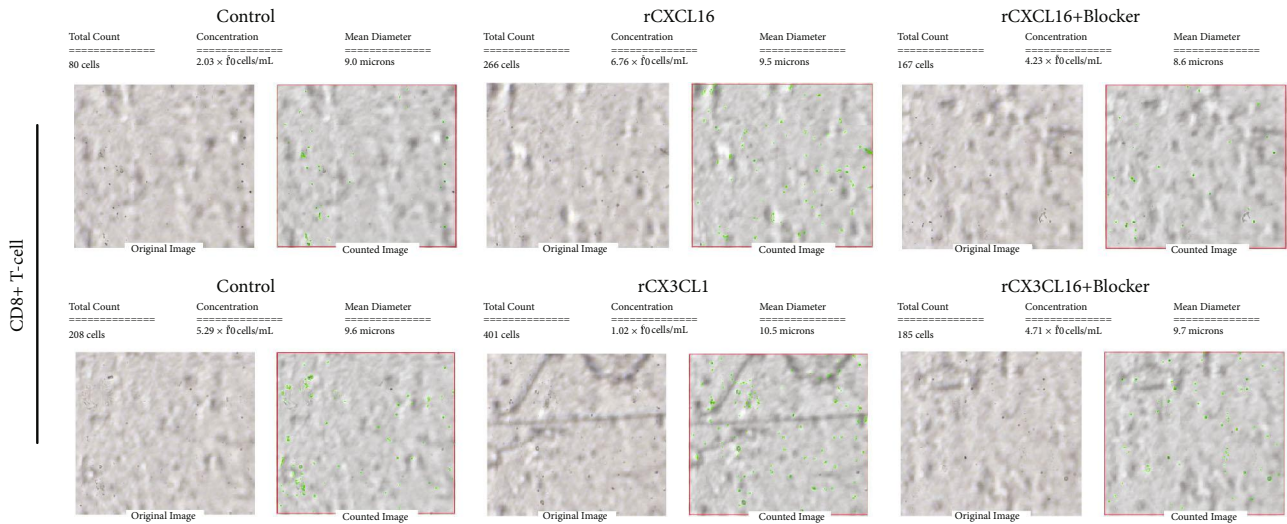 Control
Total Count Concentration Mean Diameter
============== ============== ==============
80 cells 2.03 × 10 cells/mL 9.0 microns
Original Image Counted Image
rCXCL16
Total Count Concentration Mean Diameter
============== ============== ==============
266 cells 6.76 × 10 cells/mL 9.5 microns
Original Image Counted Image
rCXCL16+Blocker
Total Count Concentration Mean Diameter
============== ============== ==============
167 cells 4.23 × 10 cells/mL 8.6 microns
Original Image Counted Image
CD8+ T-cell
Control
Total Count Concentration Mean Diameter
============== ============== ==============
208 cells 5.29 × 10 cells/mL 9.6 microns
Original Image Counted Image
rCX3CL1
Total Count Concentration Mean Diameter
============== ============== ==============
401 cells 1.02 × 10 cells/mL 10.5 microns
Original Image Counted Image
rCX3CL16+Blocker
Total Count Concentration Mean Diameter
============== ============== ==============
185 cells 4.71 × 10 cells/mL 9.7 microns
Original Image Counted Image